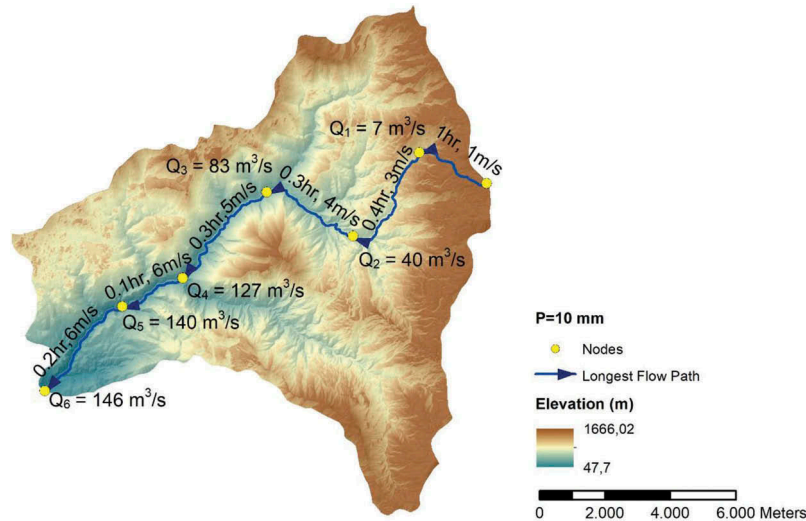 Q₁ = 7 m³/s
1hr, 1m/s
Q₃ = 83 m³/s
0.3hr, 4m/s
0.4hr, 3m/s
Q₂ = 40 m³/s
0.3hr,5m/s
0.1hr, 6m/s
Q₄ = 127 m³/s
Q₅ = 140 m³/s
0.2hr,6m/s
Q₆ = 146 m³/s
P=10 mm
Nodes
Longest Flow Path
Elevation (m)
1666,02
47,7
0 2.000 4.000 6.000 Meters